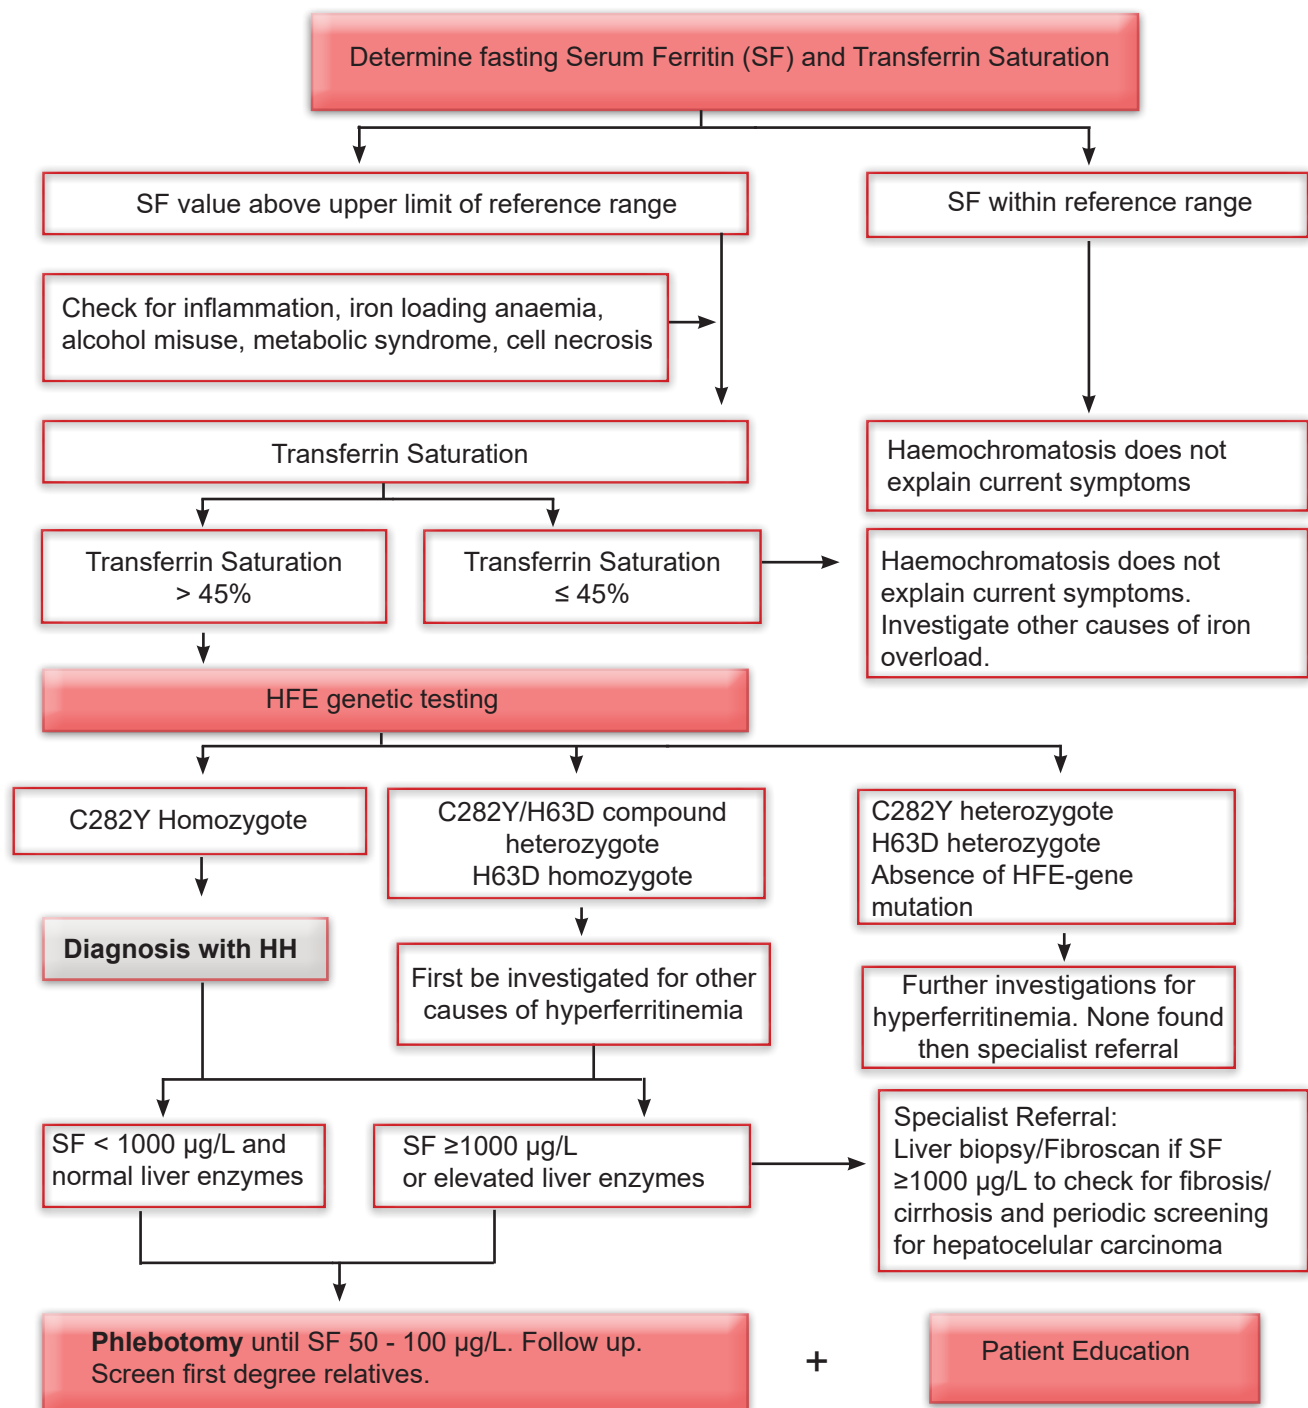 Determine fasting Serum Ferritin (SF) and Transferrin Saturation
SF value above upper limit of reference range
SF within reference range
Check for inflammation, iron loading anaemia,
alcohol misuse, metabolic syndrome, cell necrosis
Transferrin Saturation
Haemochromatosis does not
explain current symptoms
Transferrin Saturation
> 45%
Transferrin Saturation
≤ 45%
Haemochromatosis does not
explain current symptoms.
Investigate other causes of iron
overload.
HFE genetic testing
C282Y Homozygote
C282Y/H63D compound
heterozygote
H63D homozygote
C282Y heterozygote
H63D heterozygote
Absence of HFE-gene
mutation
Diagnosis with HH
First be investigated for other
causes of hyperferritinemia
Further investigations for
hyperferritinemia. None found
then specialist referral
SF < 1000 µg/L and
normal liver enzymes
SF ≥1000 µg/L
or elevated liver enzymes
Specialist Referral:
Liver biopsy/Fibroscan if SF
≥1000 µg/L to check for fibrosis/
cirrhosis and periodic screening
for hepatocelular carcinoma
Phlebotomy until SF 50 - 100 µg/L. Follow up.
Screen first degree relatives.
+
Patient Education